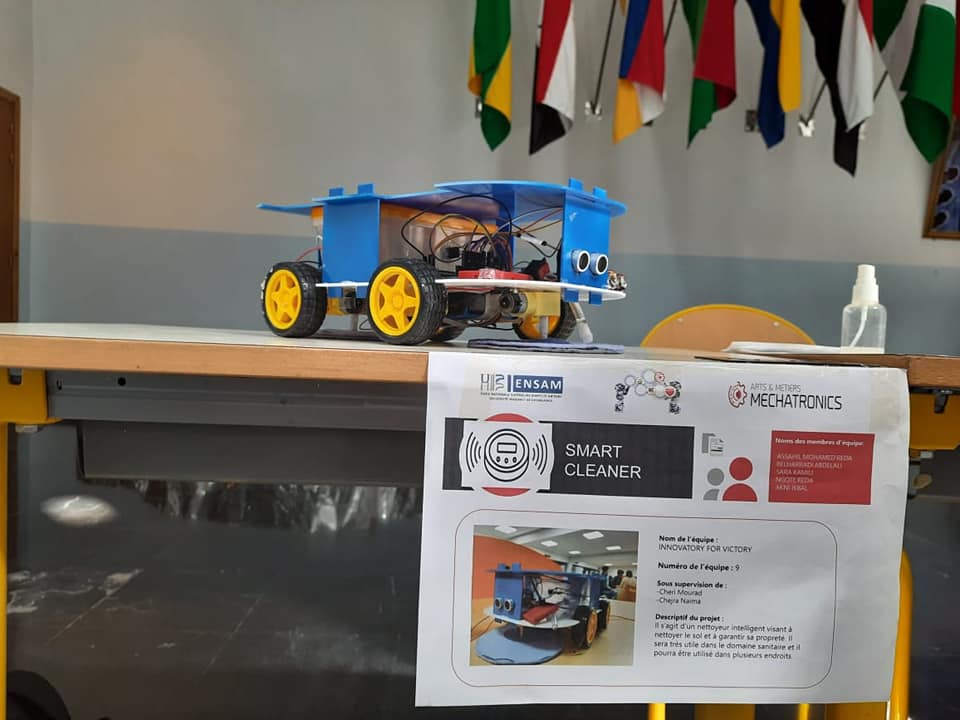 ENSAM
ARTS & METIERS
MECHATRONICS
SMART
CLEANER
Noms des membres d'équipe:
-ASSAHIL MOHAMED REDA
-BELHARRADI ABDELALI
-SARA KAMILI
-NGOTE REDA
-AKNI IKBAL
Nom de l'équipe :
INNOVATORY FOR VICTORY
Numéro de l'équipe : 9
Sous supervision de :
-Cheri Mourad
-Chejra Naima
Descriptif du projet :
Il s'agit d'un nettoyeur intelligent visant à
nettoyer le sol et à garantir sa propreté. Il
sera très utile dans le domaine sanitaire et il
pourra être utilisé dans plusieurs endroits.